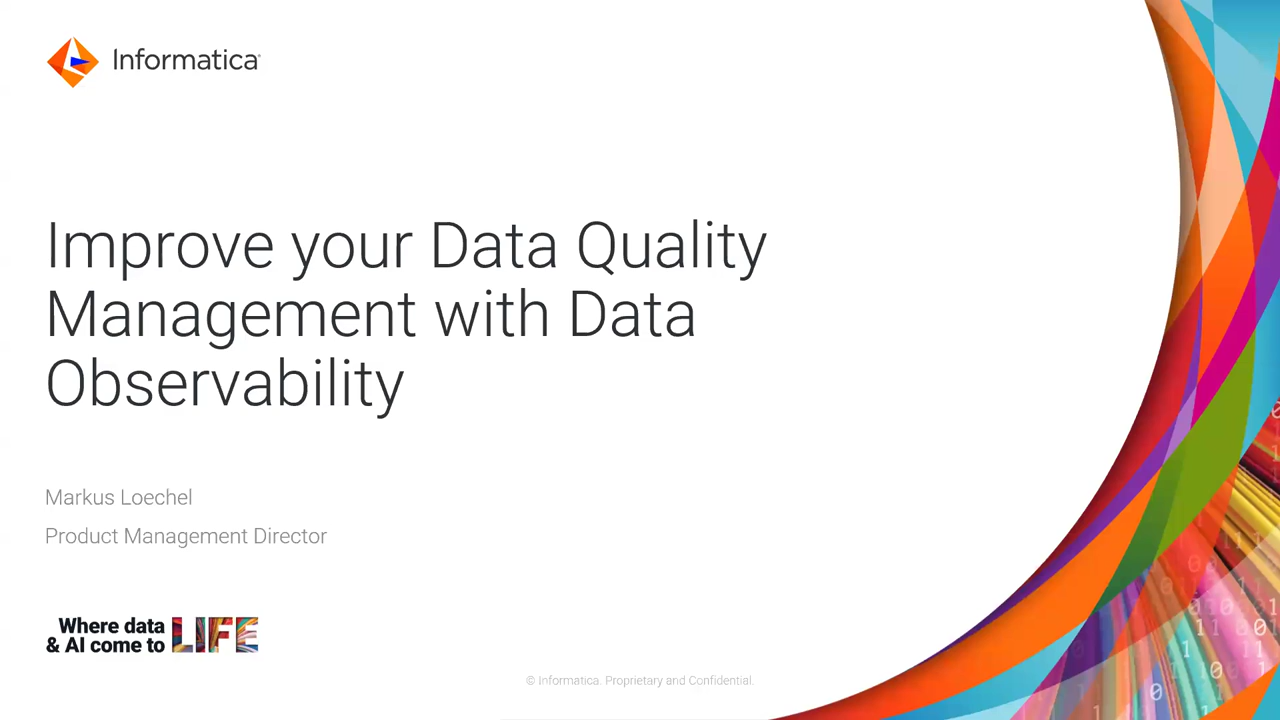 Informatica
Improve your Data Quality
Management with Data
Observability
Markus Loechel
Product Management Director
Where data
& AI come to LIFE
© Informatica. Proprietary and Confidential.